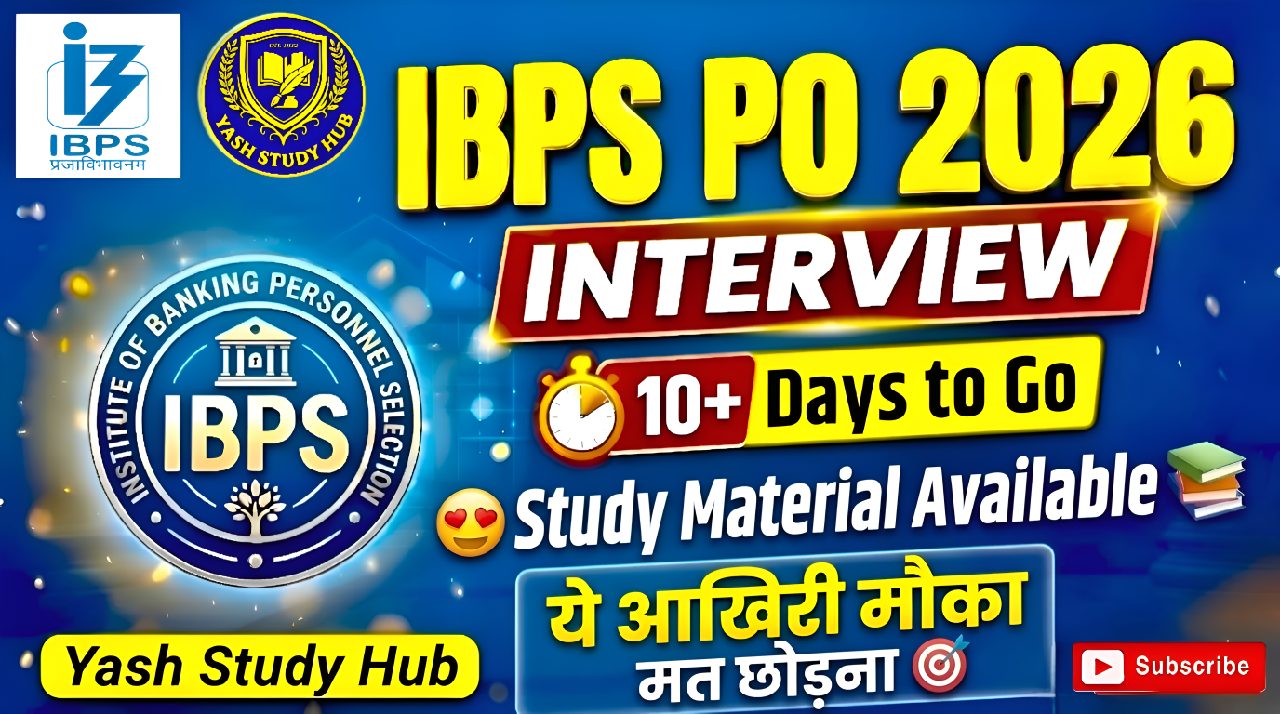 IBPS
प्रजाविभावनग
YASH STUDY HUB
IBPS PO 2026
INTERVIEW
10+ Days to Go
Study Material Available
ये आखिरी मौका
मत छोड़ना
INSTITUTE OF BANKING PERSONNEL SELECTION
IBPS
Yash Study Hub
Subscribe